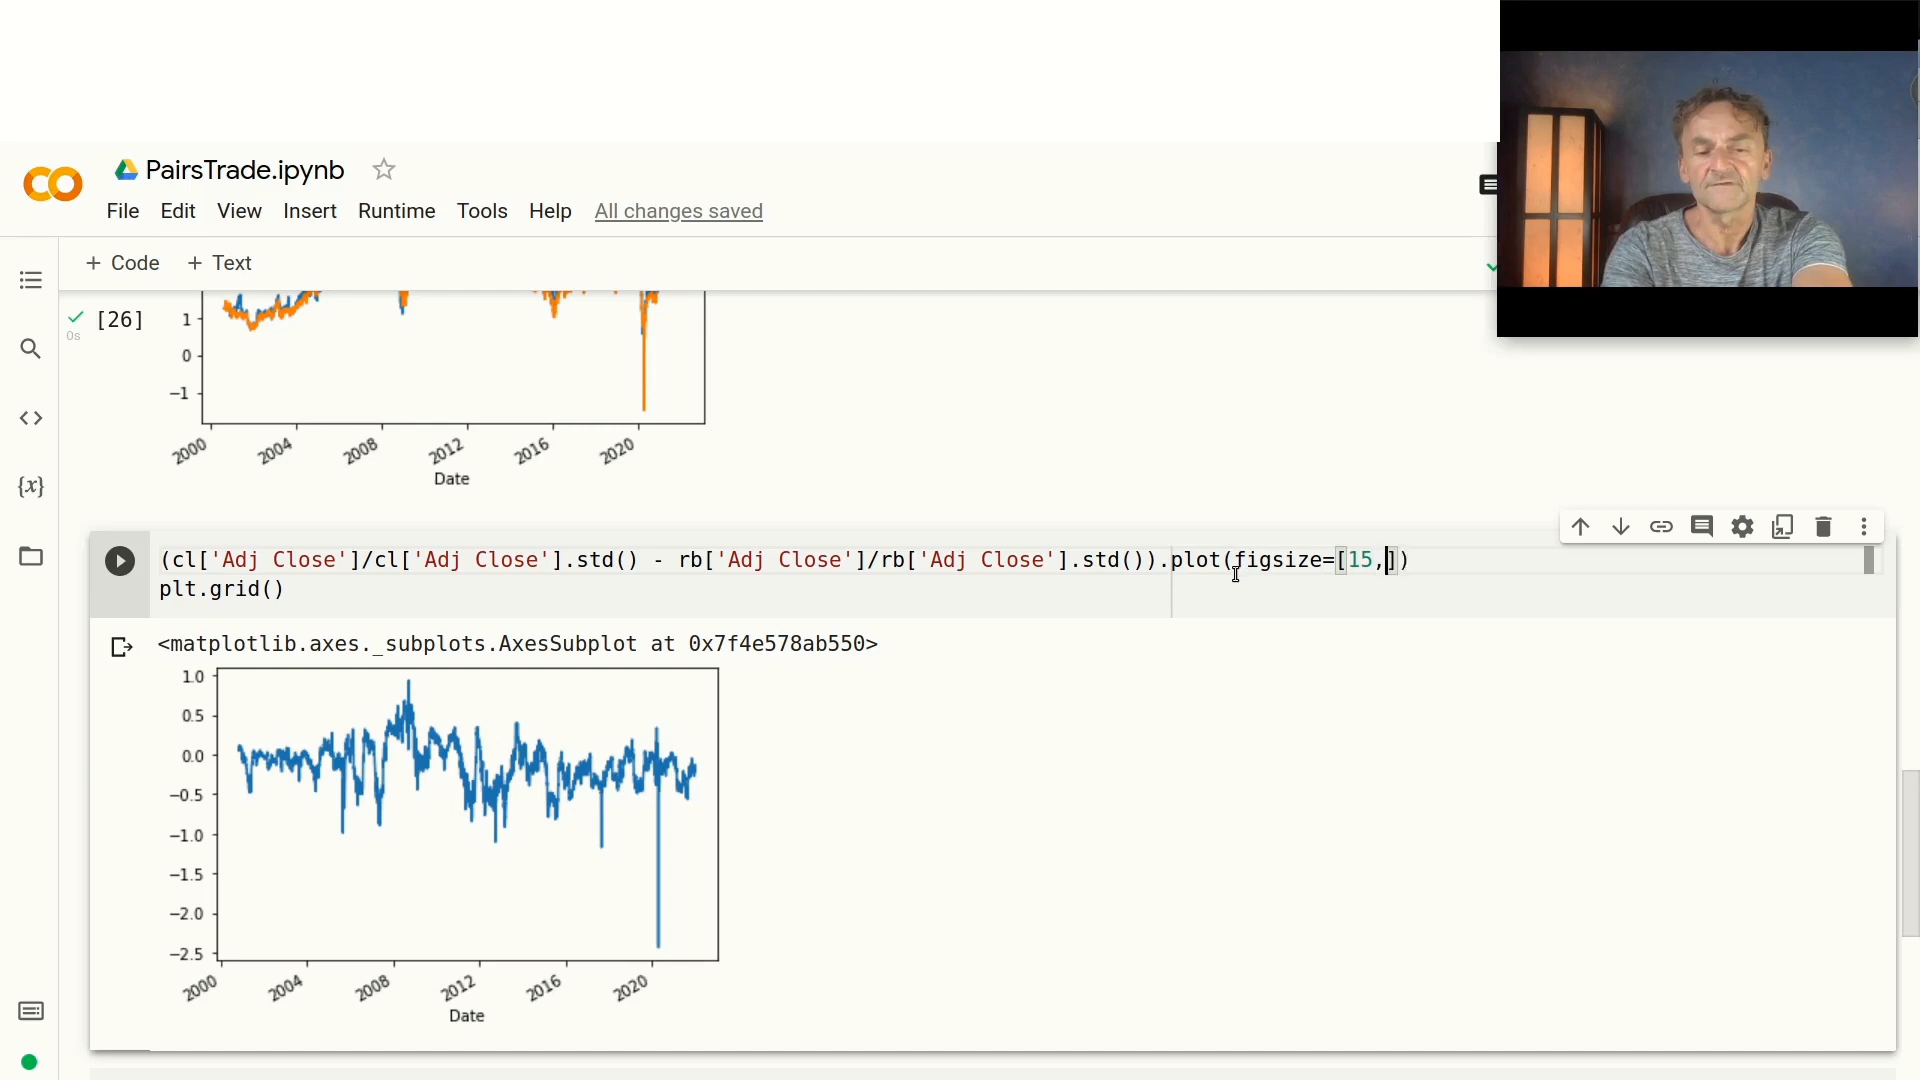 PairsTrade.ipynb
File Edit View Insert Runtime Tools Help All changes saved
+ Code + Text
[26]
0s
1
0
−1
2000 2004 2008 2012 2016 2020
Date
(cl['Adj Close']/cl['Adj Close'].std() - rb['Adj Close']/rb['Adj Close'].std()).plot(figsize=[15,])
plt.grid()
<matplotlib.axes._subplots.AxesSubplot at 0x7f4e578ab550>
1.0
0.5
0.0
−0.5
−1.0
−1.5
−2.0
−2.5
2000 2004 2008 2012 2016 2020
Date